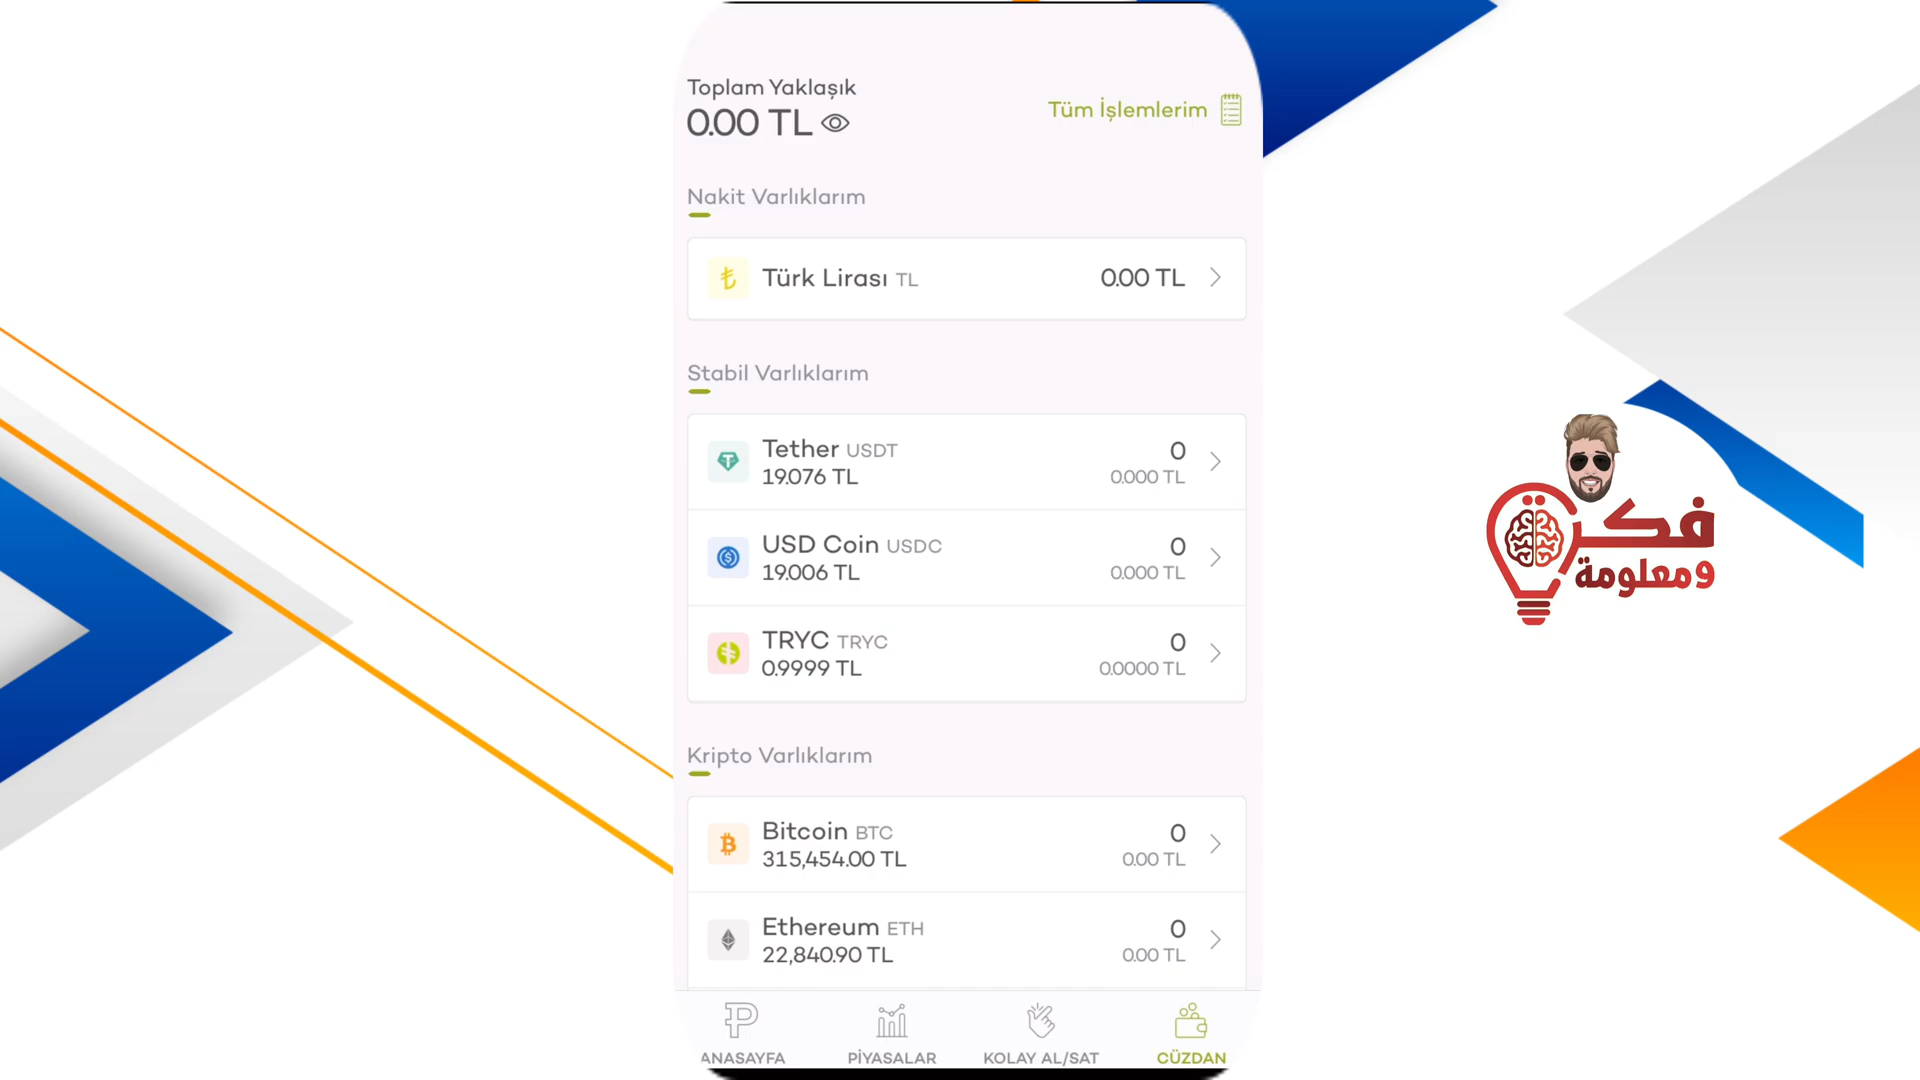 Toplam Yaklaşık
0.00 TL
Tüm İşlemlerim
Nakit Varlıklarım
Türk Lirası TL
0.00 TL
Stabil Varlıklarım
Tether USDT
0
19.076 TL
0.000 TL
USD Coin USDC
0
19.006 TL
0.000 TL
TRYC TRYC
0
0.9999 TL
0.0000 TL
Kripto Varlıklarım
Bitcoin BTC
0
315,454.00 TL
0.00 TL
Ethereum ETH
0
22,840.90 TL
0.00 TL
ANASAYFA
PİYASALAR
KOLAY AL/SAT
CÜZDAN
فكرة
ومعلومة